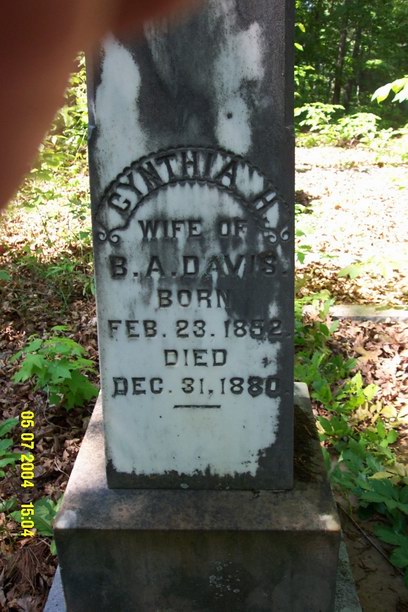 CYNTHIA H.
WIFE OF
B. A. DAVIS.
BORN
FEB. 23. 1852.
DIED
DEC. 31. 1880
05 07 2004 15:04